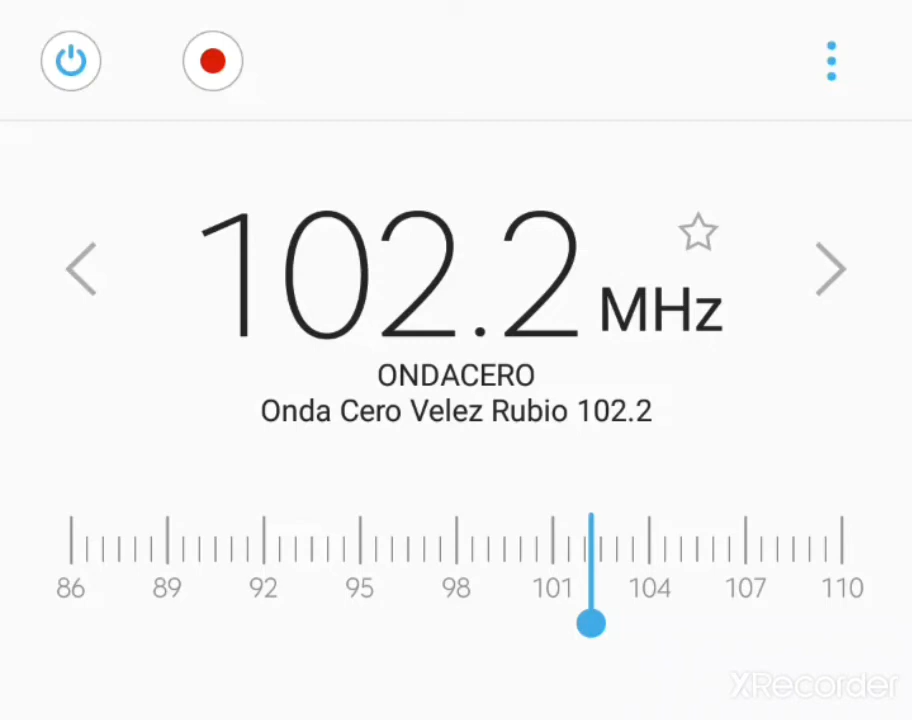 102.2 MHz
ONDACERO
Onda Cero Velez Rubio 102.2
86 89 92 95 98 101 104 107 110
XRecorder